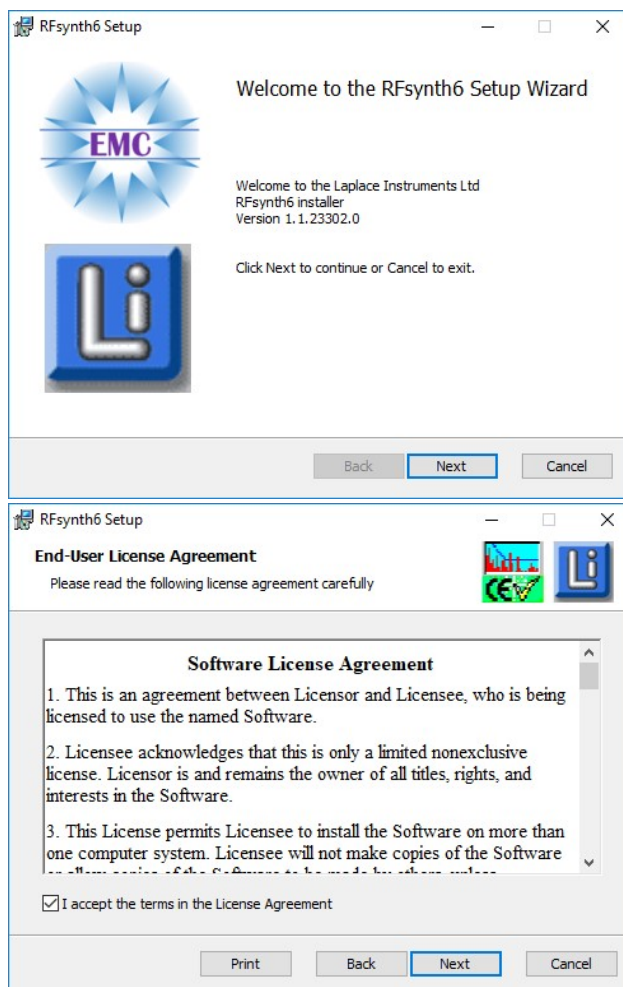 RFsynth6 Setup
Welcome to the RFsynth6 Setup Wizard
EMC
Welcome to the Laplace Instruments Ltd
RFsynth6 installer
Version 1.1.23302.0
Click Next to continue or Cancel to exit.
Li
Back Next Cancel
RFsynth6 Setup
End-User License Agreement
Please read the following license agreement carefully
CE
Li
Software License Agreement
1. This is an agreement between Licensor and Licensee, who is being
licensed to use the named Software.
2. Licensee acknowledges that this is only a limited nonexclusive
license. Licensor is and remains the owner of all titles, rights, and
interests in the Software.
3. This License permits Licensee to install the Software on more than
one computer system. Licensee will not make copies of the Software
I accept the terms in the License Agreement
Print Back Next Cancel